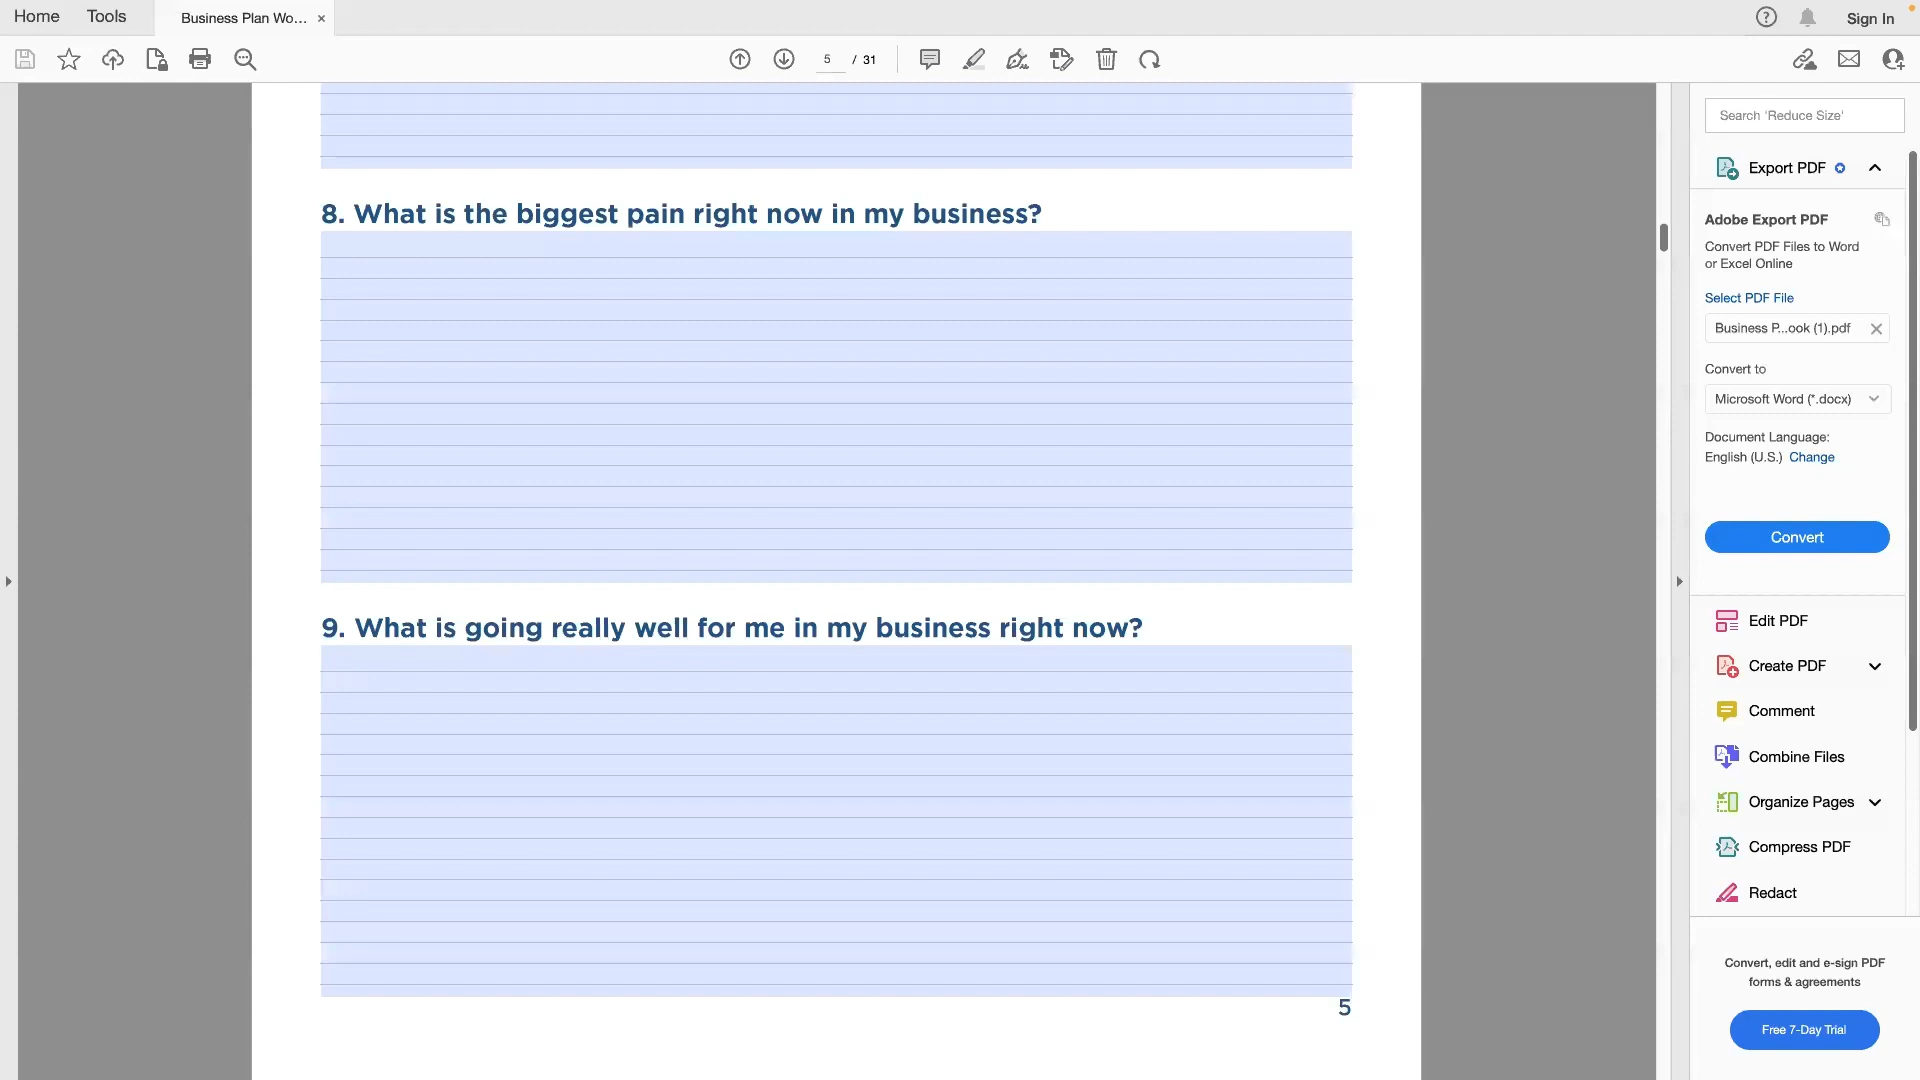 Home Tools Business Plan Wo... × Sign In
5 / 31
Search 'Reduce Size'
Export PDF
Adobe Export PDF
Convert PDF Files to Word
or Excel Online
Select PDF File
Business P...ook (1).pdf
Convert to
Microsoft Word (*.docx)
Document Language:
English (U.S.) Change
Convert
Edit PDF
Create PDF
Comment
Combine Files
Organize Pages
Compress PDF
Redact
Convert, edit and e-sign PDF
forms & agreements
Free 7-Day Trial
8. What is the biggest pain right now in my business?
9. What is going really well for me in my business right now?
5